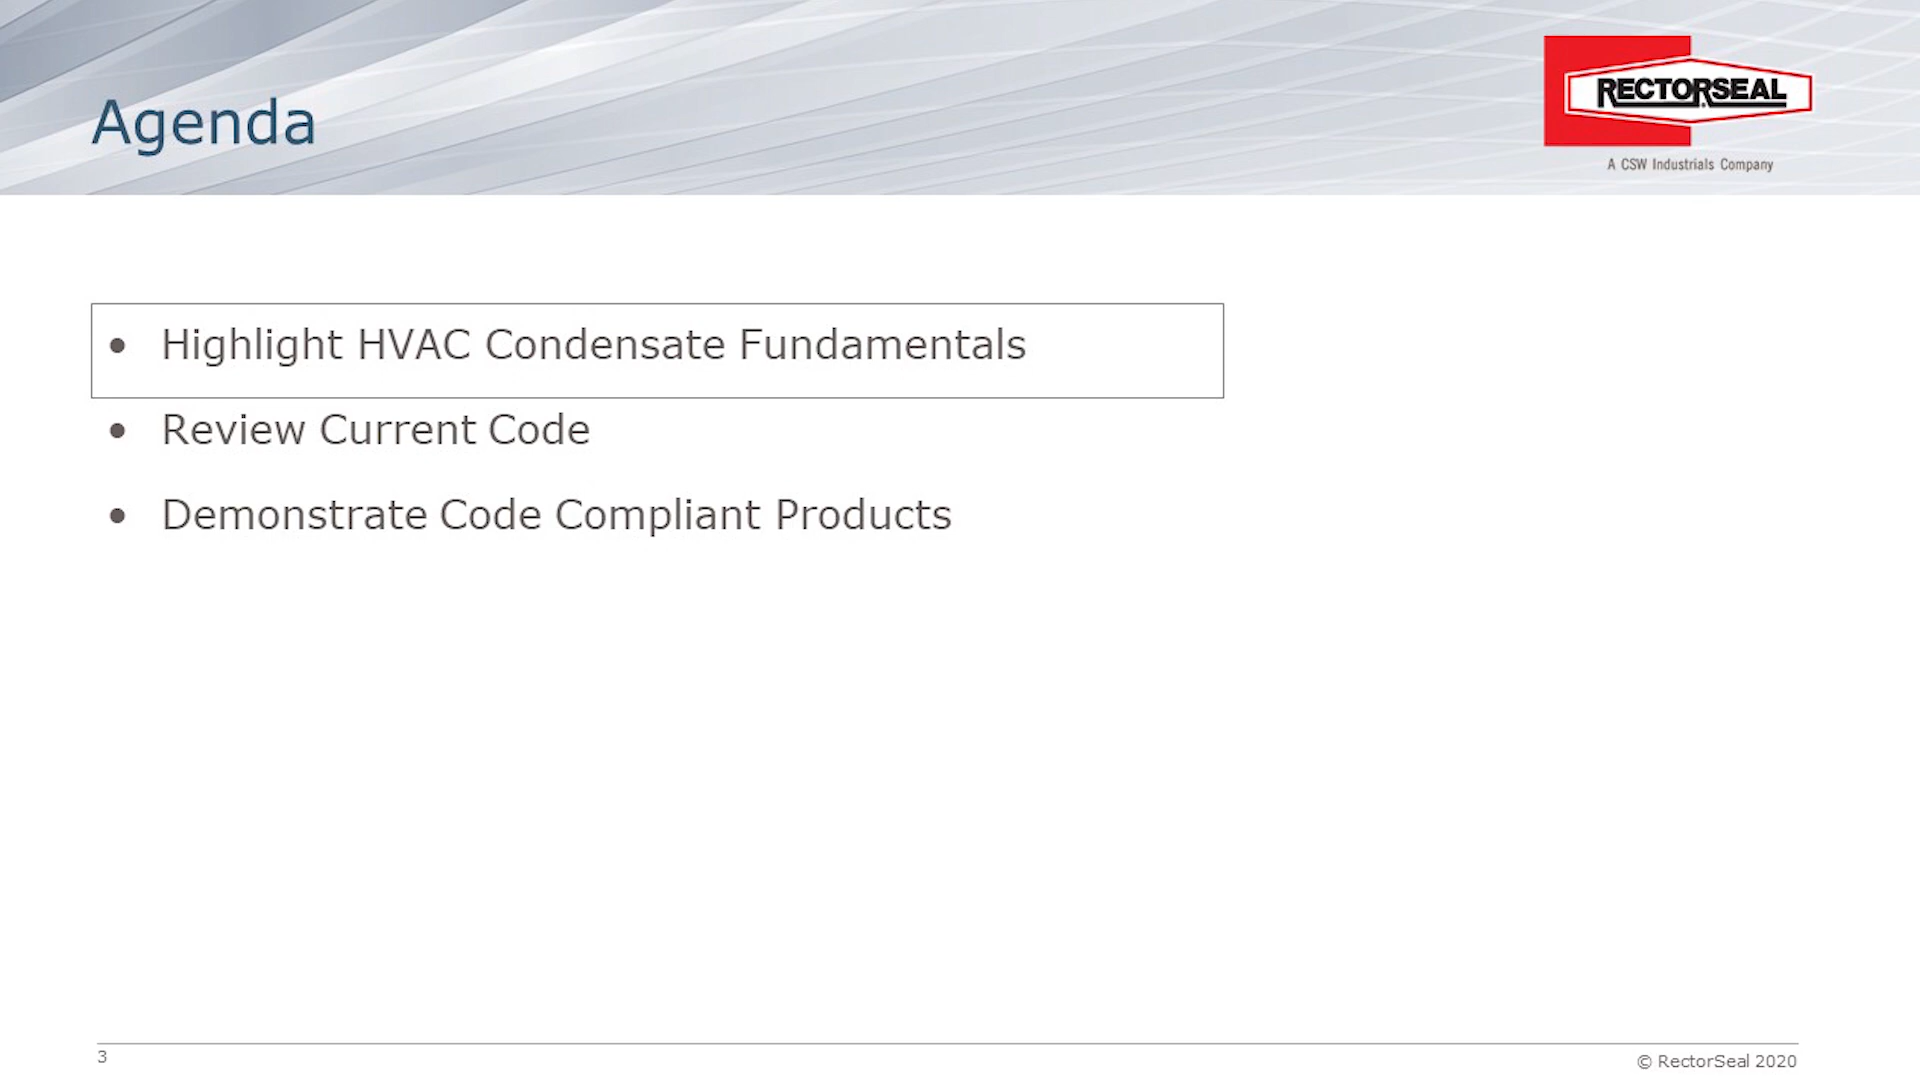 Agenda
RECTORSEAL
A CSW Industrials Company
• Highlight HVAC Condensate Fundamentals
• Review Current Code
• Demonstrate Code Compliant Products
3
© RectorSeal 2020